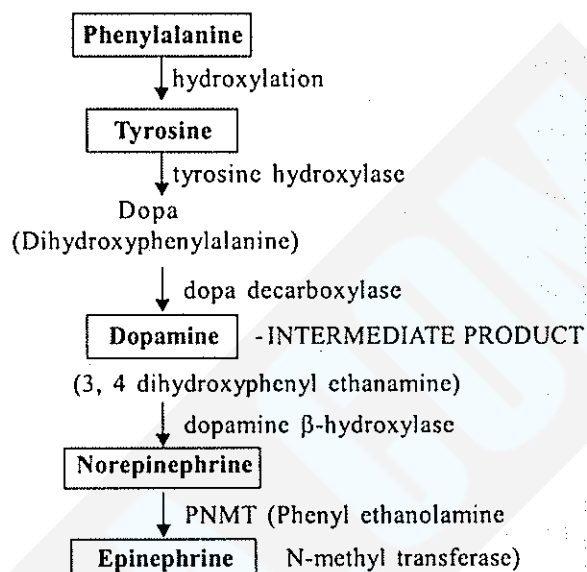 Phenylalanine
hydroxylation
Tyrosine
tyrosine hydroxylase
Dopa
(Dihydroxyphenylalanine)
dopa decarboxylase
Dopamine - INTERMEDIATE PRODUCT
(3, 4 dihydroxyphenyl ethanamine)
dopamine β-hydroxylase
Norepinephrine
PNMT (Phenyl ethanolamine
Epinephrine N-methyl transferase)